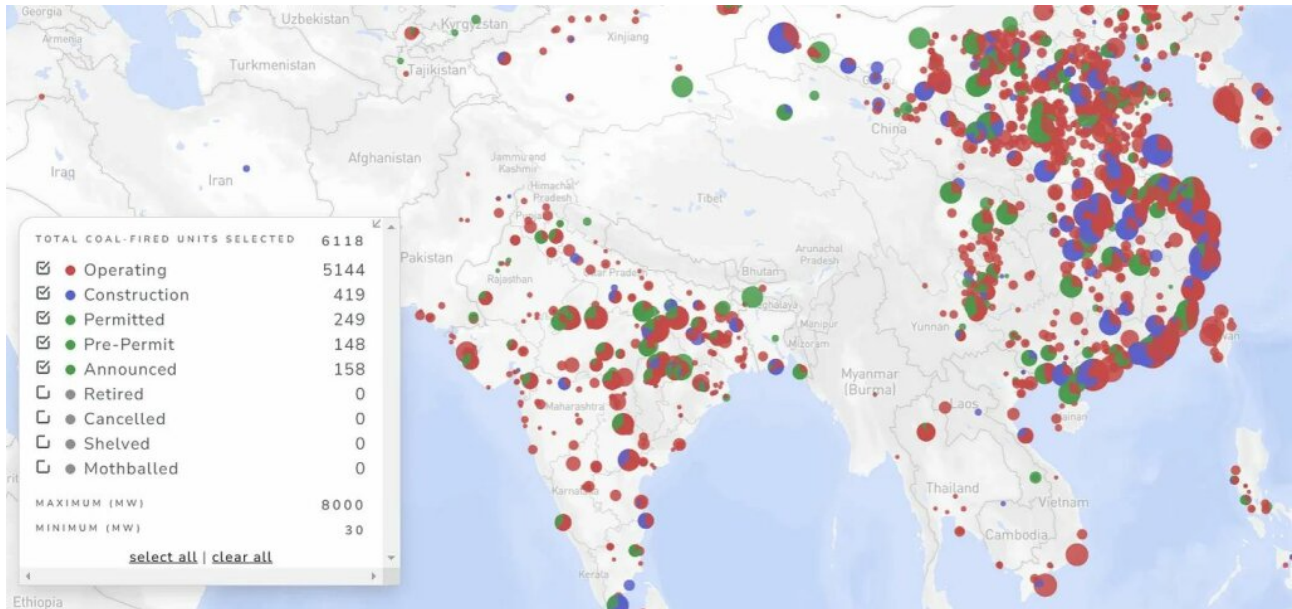 Georgia
Uzbekistan
Kyrgyzstan
Armenia
Turkmenistan
Tajikistan
Xinjiang
China
Afghanistan
Jammu and
Kashmir
Iraq
Iran
Himachal
Pradesh
Tibet
Pakistan
Rajasthan
Bhutan
Arunachal
Pradesh
Manipur
Mizoram
Yunnan
Myanmar
(Burma)
Maharashtra
Laos
Karnataka
Thailand
Vietnam
Cambodia
Kerala
Ethiopia
TOTAL COAL-FIRED UNITS SELECTED 6118
Operating 5144
Construction 419
Permitted 249
Pre-Permit 148
Announced 158
Retired 0
Cancelled 0
Shelved 0
Mothballed 0
MAXIMUM (MW) 8000
MINIMUM (MW) 30
select all | clear all